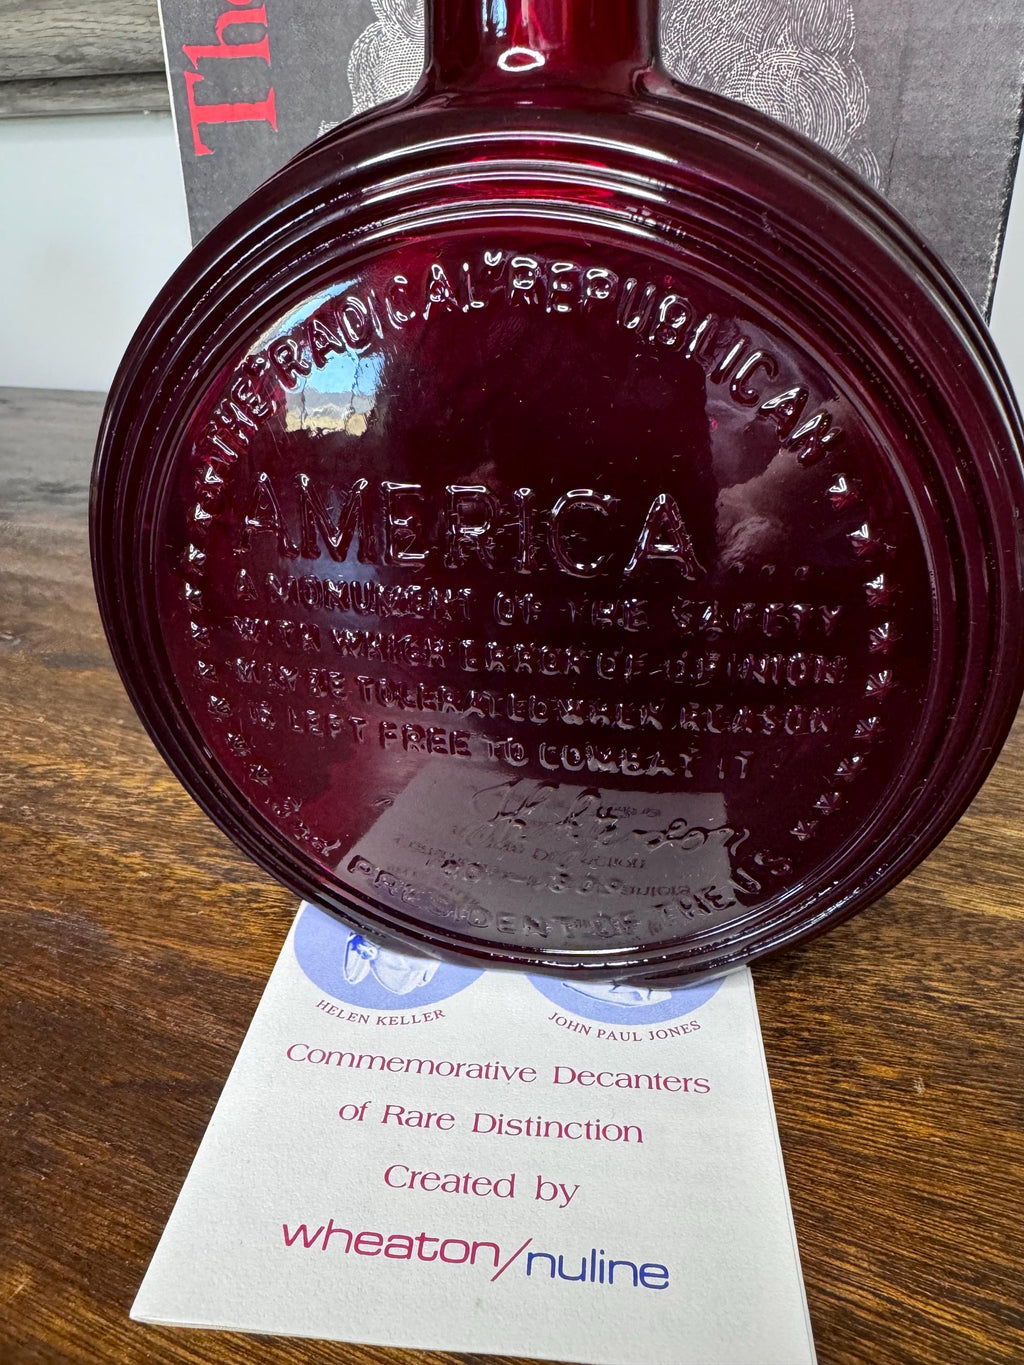 The
"THE "RADICAL" REPUBLICAN
AMERICA...
A MONUMENT OF THE SAFETY
WITH WHICH ERROR OF OPINION
MAY BE TOLERATED WHEN REASON
IS LEFT FREE TO COMBAT IT
Th Jefferson
PRESIDENT OF THE U S
HELEN KELLER
JOHN PAUL JONES
Commemorative Decanters
of Rare Distinction
Created by
wheaton/nuline